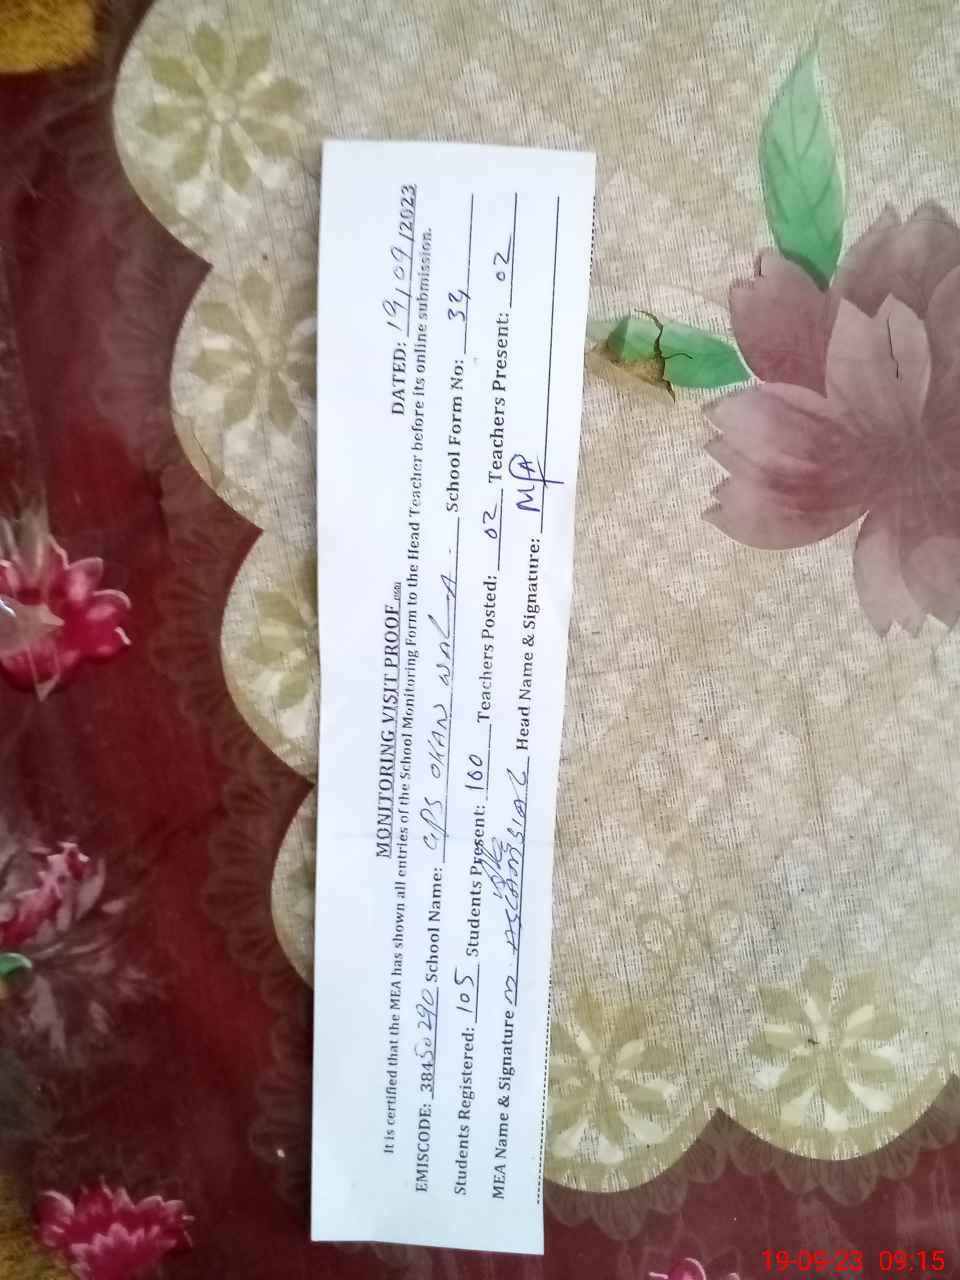 MONITORING VISIT PROOF DATED: 19/09/2023
It is certified that the MEA has shown all entries of the School Monitoring Form to the Head Teacher before its online submission.
EMISCODE: 38450290 School Name: GPS OKAN WALA School Form No: 34
Students Registered: 105 Students Present: 100 Teachers Posted: 02 Teachers Present: 02
MEA Name & Signature M. Head Name & Signature:
19-09-23 09:15